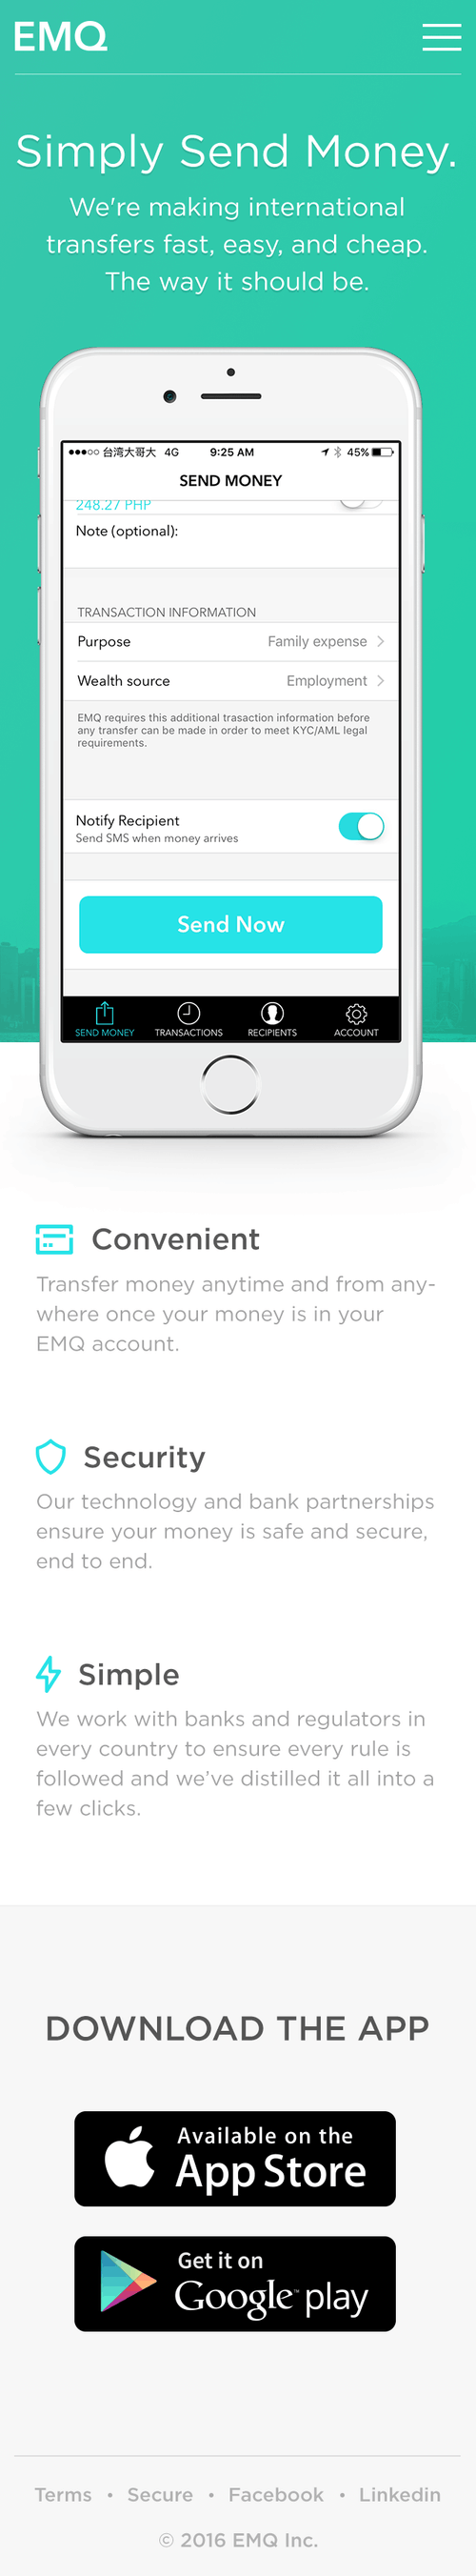 EMQ
Simply Send Money.
We're making international
transfers fast, easy, and cheap.
The way it should be.
台湾大哥大 4G 9:25 AM 45%
SEND MONEY
248.27 PHP
Note (optional):
TRANSACTION INFORMATION
Purpose Family expense
Wealth source Employment
EMQ requires this additional trasaction information before
any transfer can be made in order to meet KYC/AML legal
requirements.
Notify Recipient
Send SMS when money arrives
Send Now
SEND MONEY TRANSACTIONS RECIPIENTS ACCOUNT
Convenient
Transfer money anytime and from any-
where once your money is in your
EMQ account.
Security
Our technology and bank partnerships
ensure your money is safe and secure,
end to end.
Simple
We work with banks and regulators in
every country to ensure every rule is
followed and we've distilled it all into a
few clicks.
DOWNLOAD THE APP
Available on the
App Store
Get it on
Google™ play
Terms • Secure • Facebook • Linkedin
© 2016 EMQ Inc.